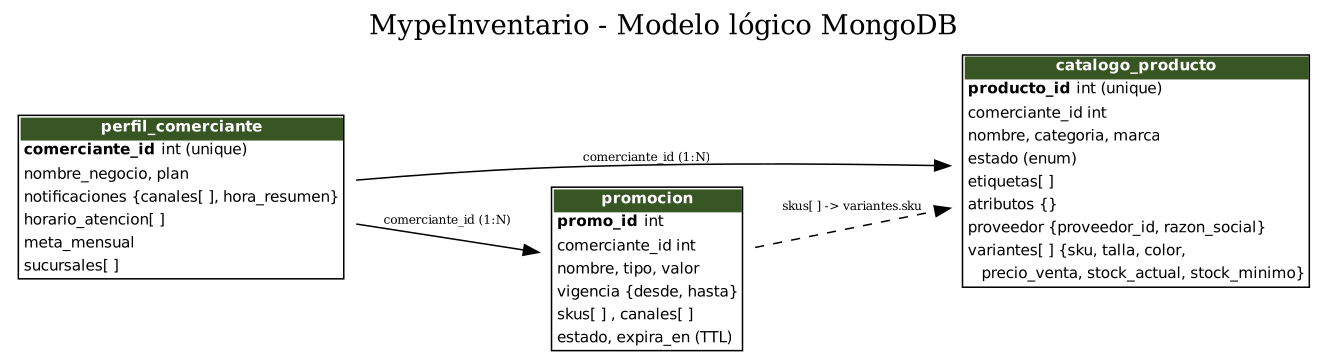 MypeInventario - Modelo lógico MongoDB
perfil_comerciante
comerciante_id int (unique)
nombre_negocio, plan
notificaciones {canales[ ], hora_resumen}
horario_atencion[ ]
meta_mensual
sucursales[ ]
comerciante_id (1:N)
comerciante_id (1:N)
promocion
promo_id int
comerciante_id int
nombre, tipo, valor
vigencia {desde, hasta}
skus[ ] , canales[ ]
estado, expira_en (TTL)
skus[ ] -> variantes.sku
catalogo_producto
producto_id int (unique)
comerciante_id int
nombre, categoria, marca
estado (enum)
etiquetas[ ]
atributos {}
proveedor {proveedor_id, razon_social}
variantes[ ] {sku, talla, color,
precio_venta, stock_actual, stock_minimo}